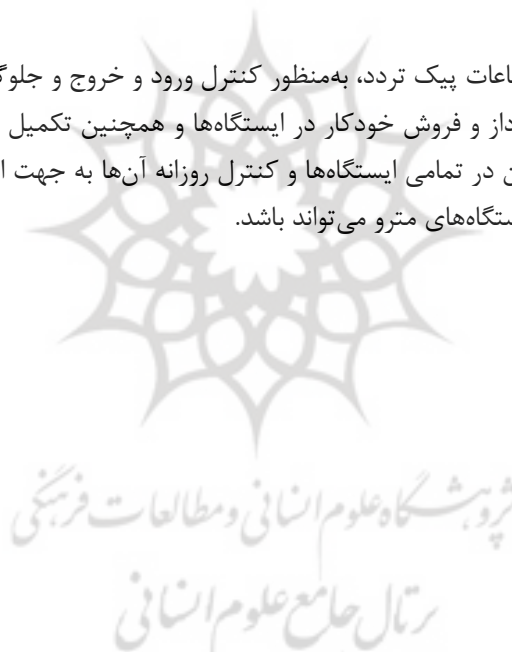 اعات پیک تردد، به‌منظور کنترل ورود و خروج و جلوگ
داز و فروش خودکار در ایستگاه‌ها و همچنین تکمیل
ن در تمامی ایستگاه‌ها و کنترل روزانه آن‌ها به جهت ا
ستگاه‌های مترو می‌تواند باشد.
پژوهشگاه علوم انسانی و مطالعات فرهنگی
پرتال جامع علوم انسانی